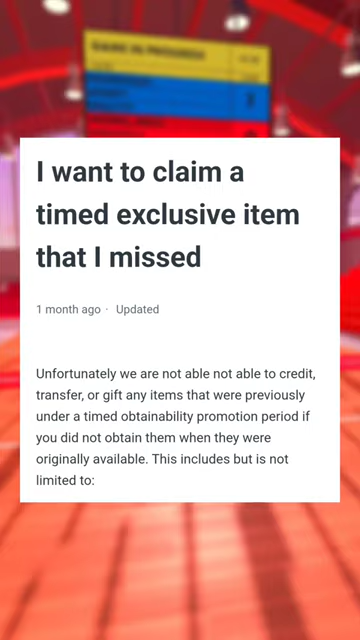 I want to claim a
timed exclusive item
that I missed
1 month ago · Updated
Unfortunately we are not able not able to credit,
transfer, or gift any items that were previously
under a timed obtainability promotion period if
you did not obtain them when they were
originally available. This includes but is not
limited to: